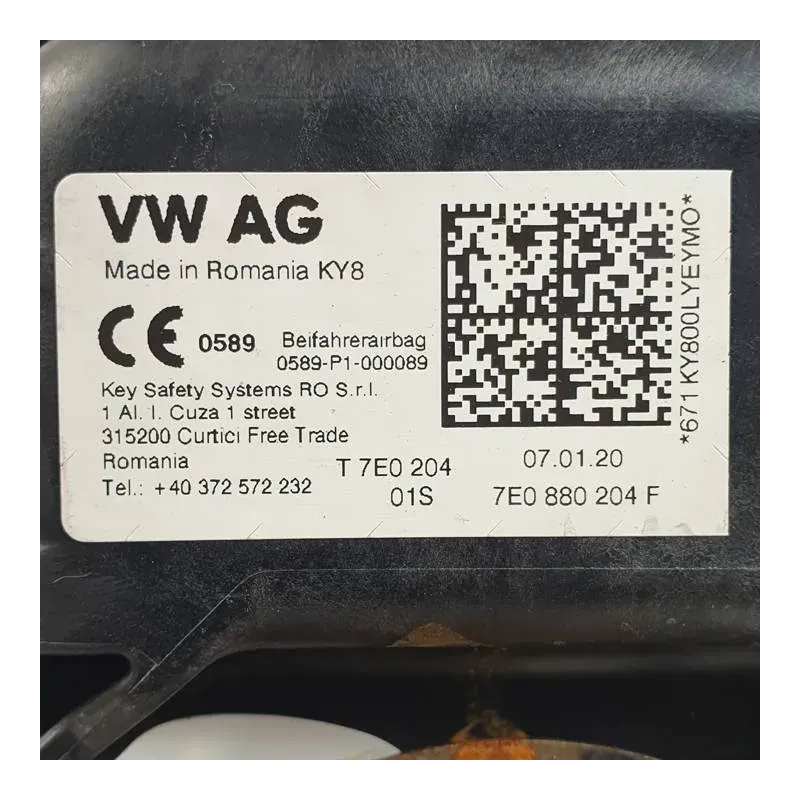 VW AG
Made in Romania KY8
CE 0589
Beifahrerairbag
0589-P1-000089
Key Safety Systems RO S.r.l.
1 Al. I. Cuza 1 street
315200 Curtici Free Trade
Romania
Tel.: +40 372 572 232
T 7E0 204
01S
07.01.20
7E0 880 204 F
*671KY800LYEYMO*